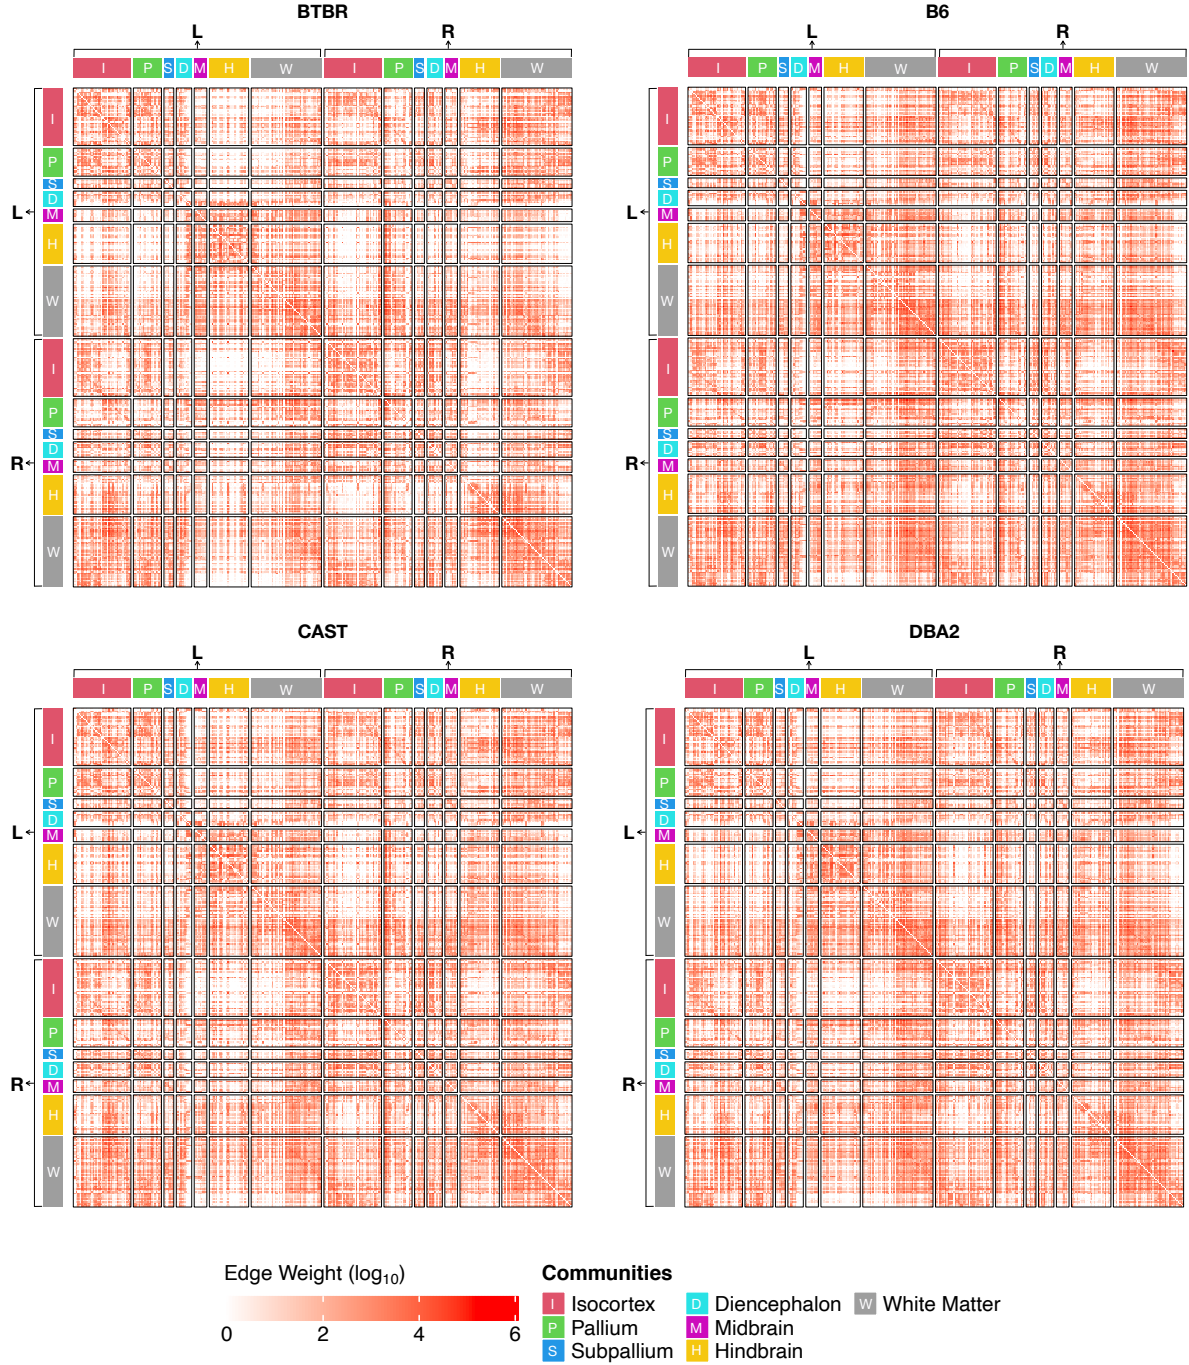 BTBR
L R
I P S D M H W I P S D M H W
L
I
P
S
D
M
H
W
R
I
P
S
D
M
H
W
B6
L R
I P S D M H W I P S D M H W
L
I
P
S
D
M
H
W
R
I
P
S
D
M
H
W
CAST
L R
I P S D M H W I P S D M H W
L
I
P
S
D
M
H
W
R
I
P
S
D
M
H
W
DBA2
L R
I P S D M H W I P S D M H W
L
I
P
S
D
M
H
W
R
I
P
S
D
M
H
W
Edge Weight (log₁₀)
0 2 4 6
Communities
I Isocortex D Diencephalon W White Matter
P Pallium M Midbrain
S Subpallium H Hindbrain